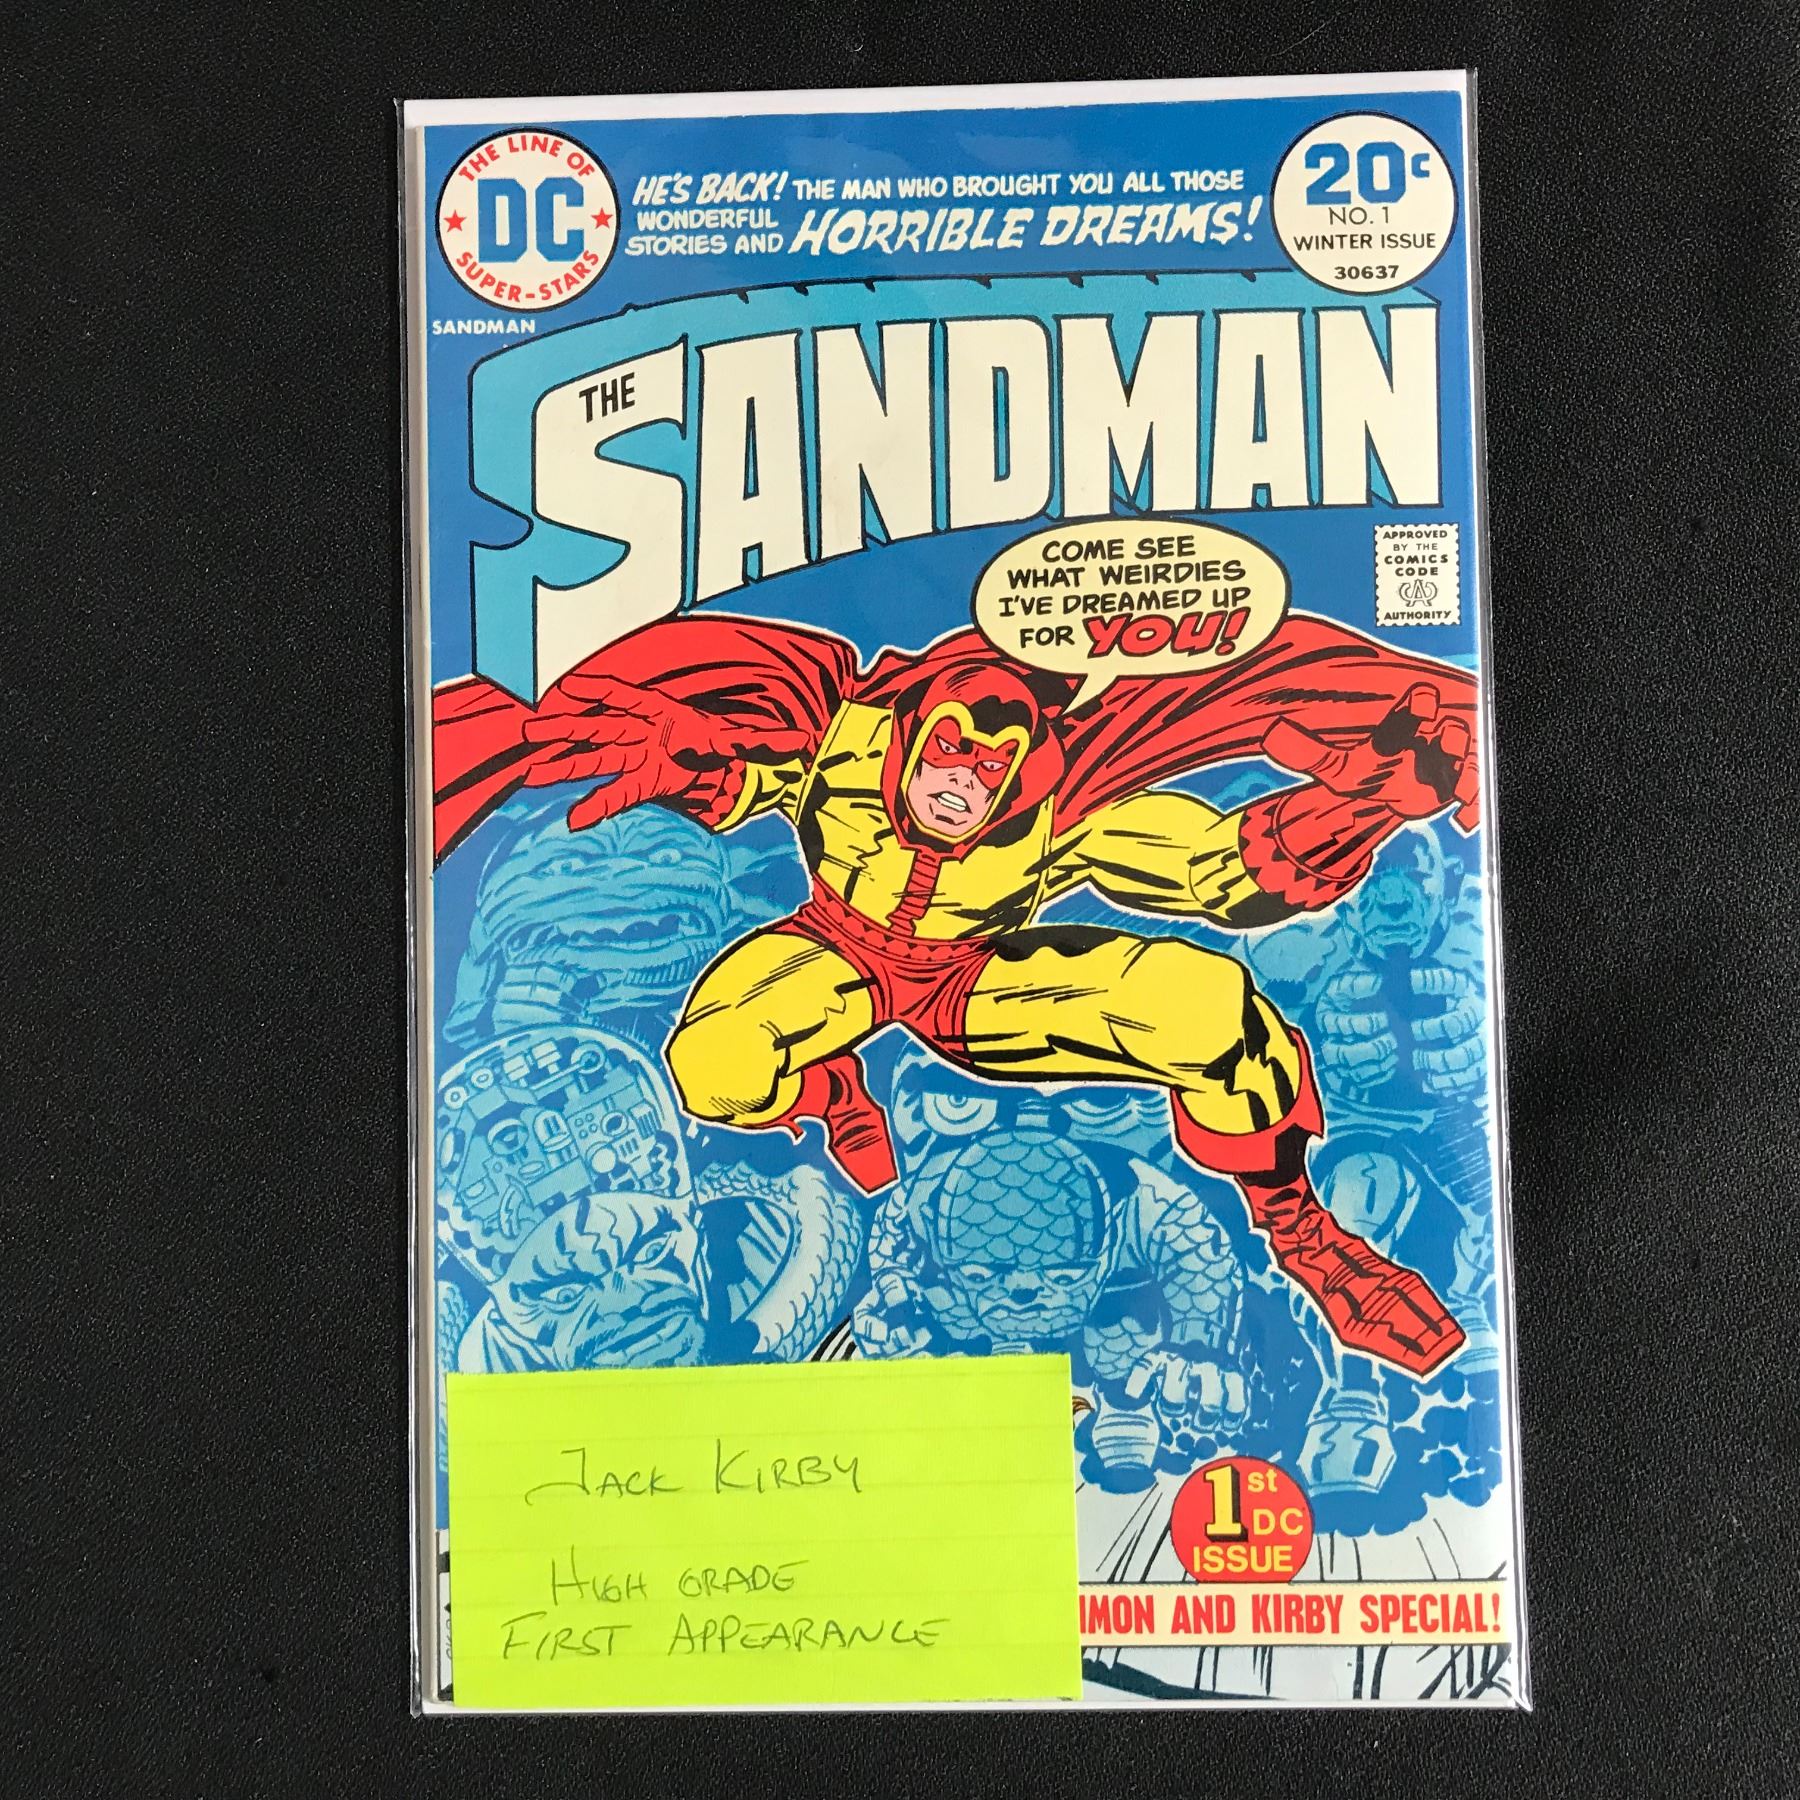 THE LINE OF
DC
SUPER-STARS
HE'S BACK! THE MAN WHO BROUGHT YOU ALL THOSE
WONDERFUL
STORIES AND HORRIBLE DREAMS!
20¢
NO. 1
WINTER ISSUE
30637
SANDMAN
THE
SANDMAN
APPROVED
BY THE
COMICS
CODE
CA
AUTHORITY
COME SEE
WHAT WEIRDIES
I'VE DREAMED UP
FOR YOU!
JACK KIRBY
HIGH GRADE
FIRST APPEARANCE
1st
DC
ISSUE
IMON AND KIRBY SPECIAL!